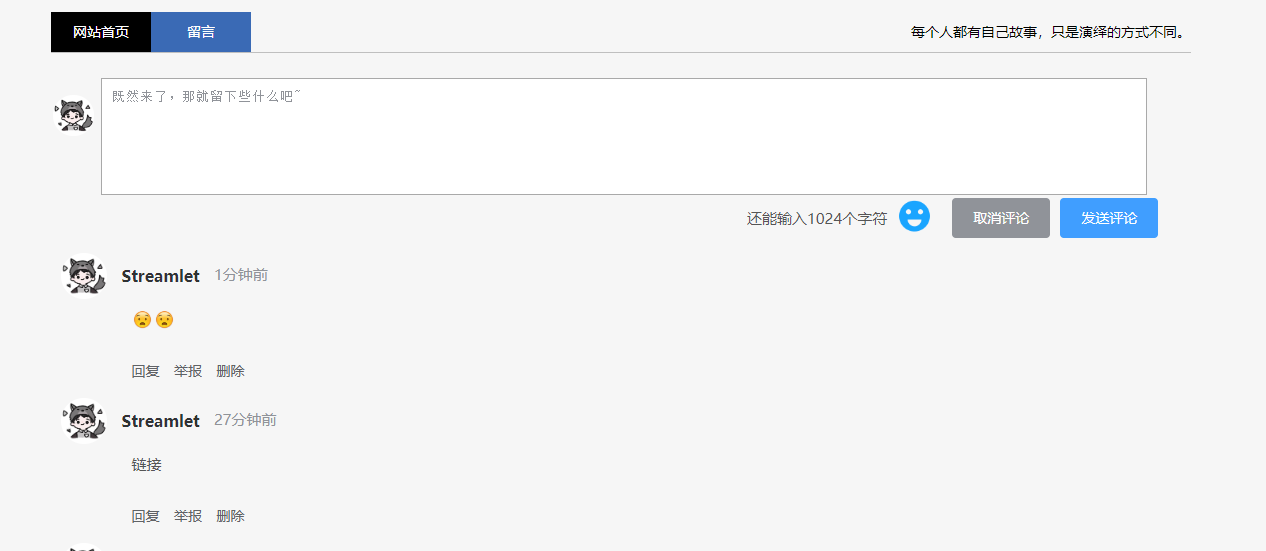 网站首页 留言 每个人都有自己故事，只是演绎的方式不同。
既然来了，那就留下些什么吧~
还能输入1024个字符 取消评论 发送评论
Streamlet 1分钟前
😧😧
回复 举报 删除
Streamlet 27分钟前
链接
回复 举报 删除